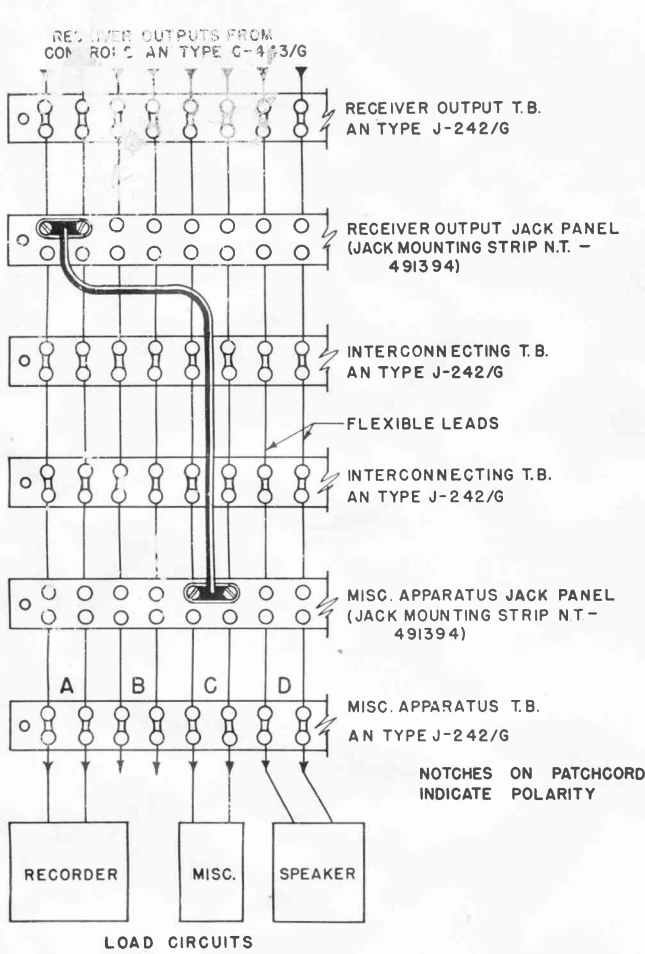 RECEIVER OUTPUTS FROM
CONTROLS AN TYPE C-443/G
RECEIVER OUTPUT T.B.
AN TYPE J-242/G
RECEIVER OUTPUT JACK PANEL
(JACK MOUNTING STRIP N.T. -
491394)
INTERCONNECTING T.B.
AN TYPE J-242/G
FLEXIBLE LEADS
INTERCONNECTING T.B.
AN TYPE J-242/G
MISC. APPARATUS JACK PANEL
(JACK MOUNTING STRIP N.T-
491394)
A B C D
MISC. APPARATUS T.B.
AN TYPE J-242/G
NOTCHES ON PATCHCORD
INDICATE POLARITY
RECORDER
MISC.
SPEAKER
LOAD CIRCUITS